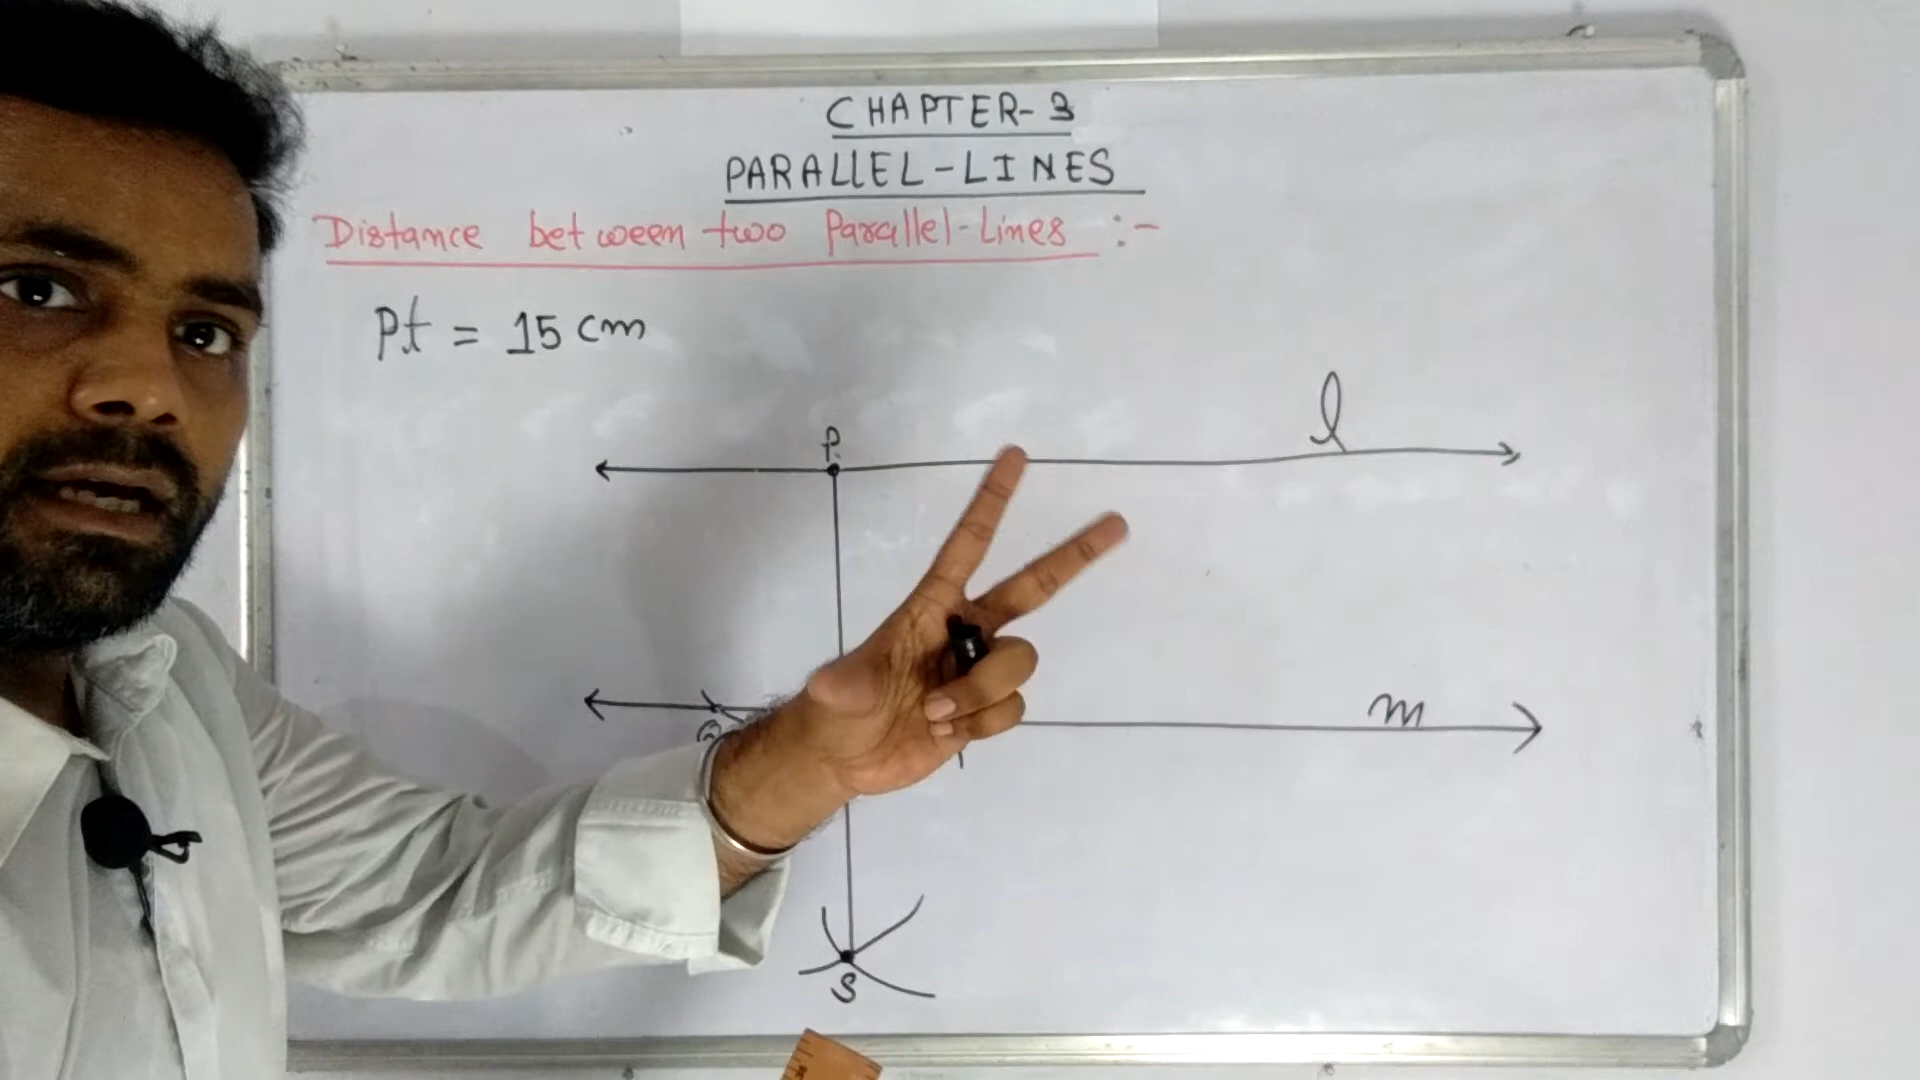 CHAPTER-3
PARALLEL-LINES
Distance between two Parallel-Lines :-
Pt = 15 cm
l
P.
m
Q
S